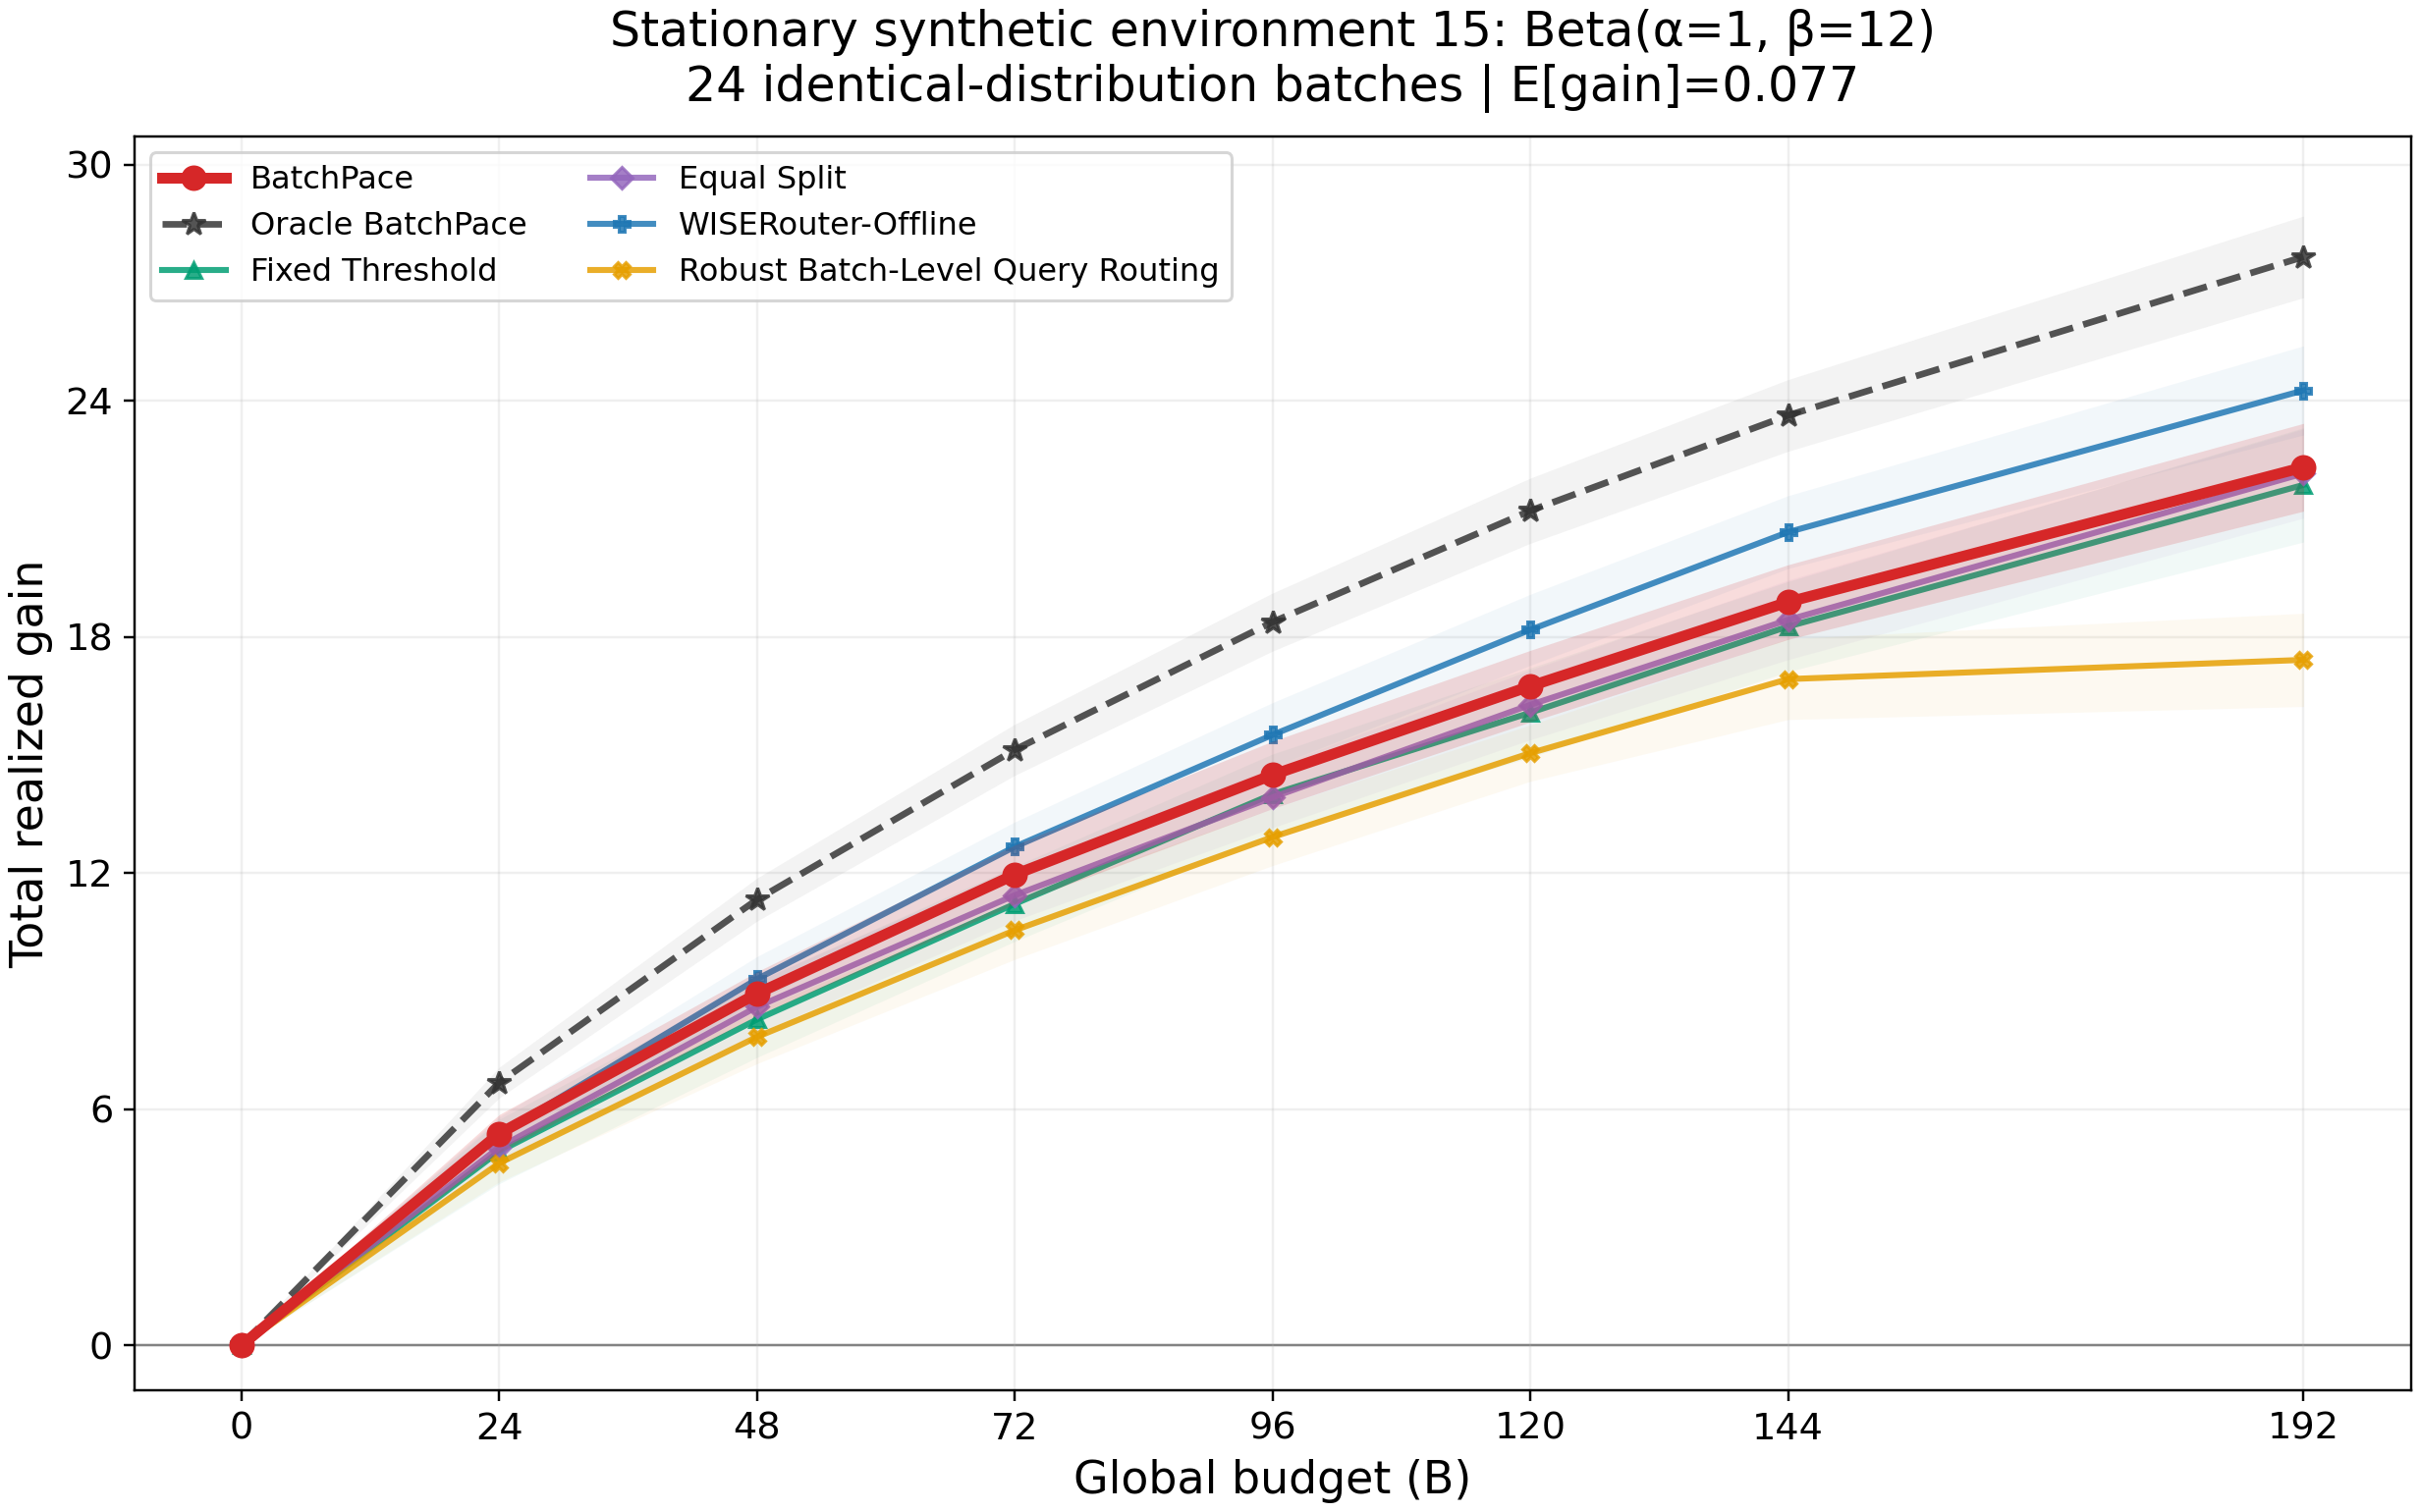 Stationary synthetic environment 15: Beta(α=1, β=12)
24 identical-distribution batches | E[gain]=0.077
BatchPace
Oracle BatchPace
Fixed Threshold
Equal Split
WISERouter-Offline
Robust Batch-Level Query Routing
Total realized gain
30
24
18
12
6
0
0 24 48 72 96 120 144 192
Global budget (B)